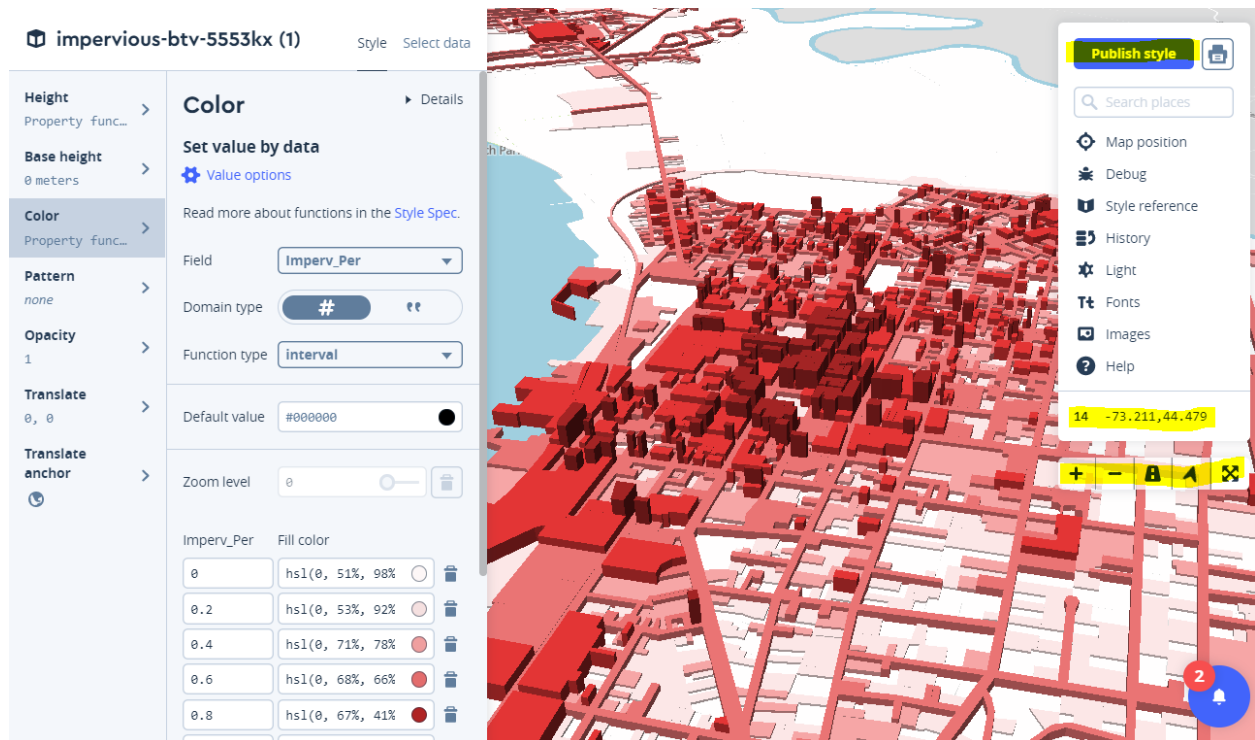 impervious-btv-5553kx (1)
Style Select data
Height
Property func…
Base height
0 meters
Color
Property func…
Pattern
none
Opacity
1
Translate
0, 0
Translate
anchor
Color
Details
Set value by data
Value options
Read more about functions in the Style Spec.
Field Imperv_Per
Domain type #
Function type interval
Default value #000000
Zoom level 0
Imperv_Per Fill color
0 hsl(0, 51%, 98%
0.2 hsl(0, 53%, 92%
0.4 hsl(0, 71%, 78%
0.6 hsl(0, 68%, 66%
0.8 hsl(0, 67%, 41%
Publish style
Search places
Map position
Debug
Style reference
History
Light
Tt Fonts
Images
? Help
14 -73.211,44.479
2